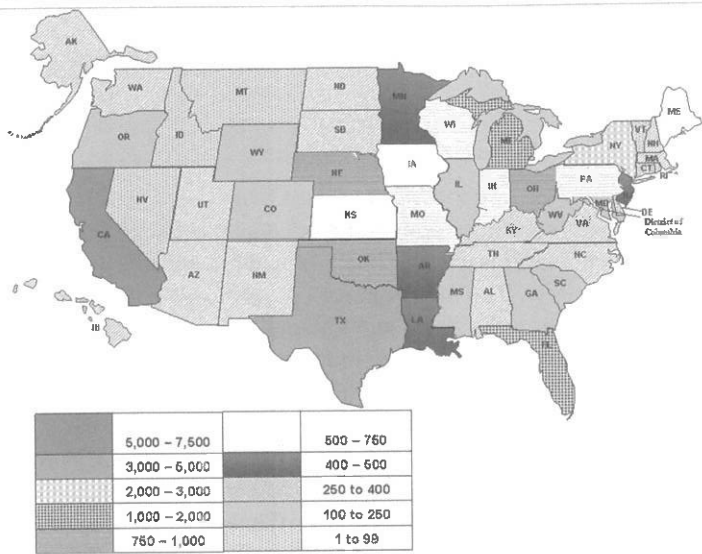 AK
WA
MT
ND
MN
ME
OR
ID
SD
WI
MI
NY
VT
NH
MA
CT
RI
WY
IA
PA
NV
UT
CO
NE
IL
IN
OH
CA
KS
MO
WV
VA
MD
DE
District of
Columbia
KY
AZ
NM
OK
AR
TN
NC
SC
TX
LA
MS
AL
GA
FL
5,000 – 7,500 500 – 750
3,000 – 5,000 400 – 500
2,000 – 3,000 250 to 400
1,000 – 2,000 100 to 250
750 – 1,000 1 to 99